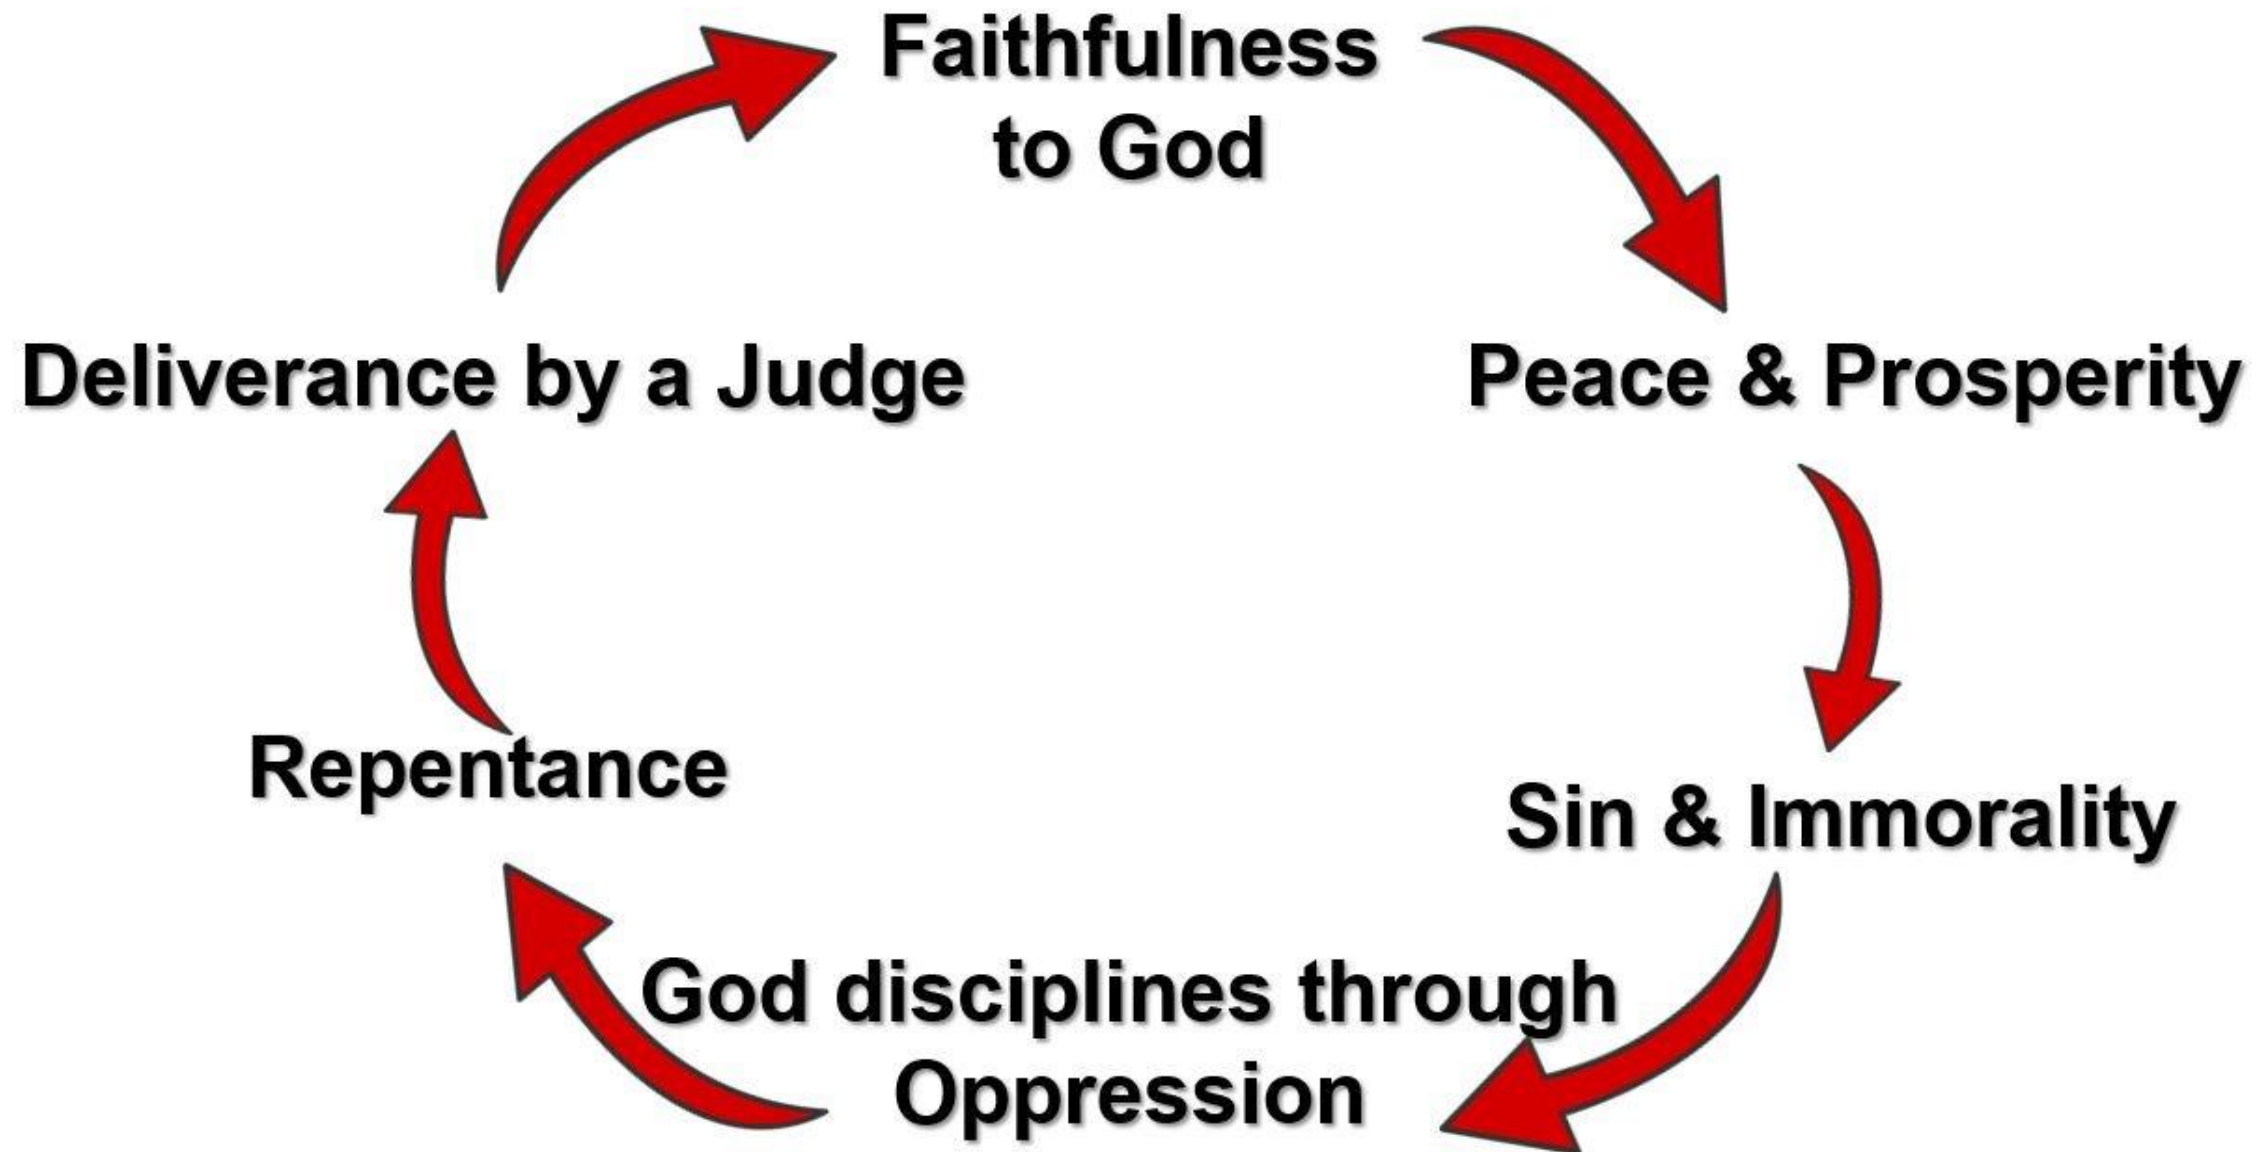 Faithfulness
to God
Peace & Prosperity
Sin & Immorality
God disciplines through
Oppression
Repentance
Deliverance by a Judge